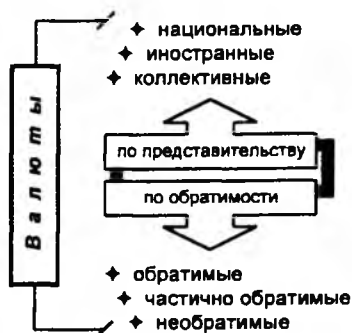 ✦ национальные
✦ иностранные
✦ коллективные
Валюты
по представительству
по обратимости
✦ обратимые
✦ частично обратимые
✦ необратимые